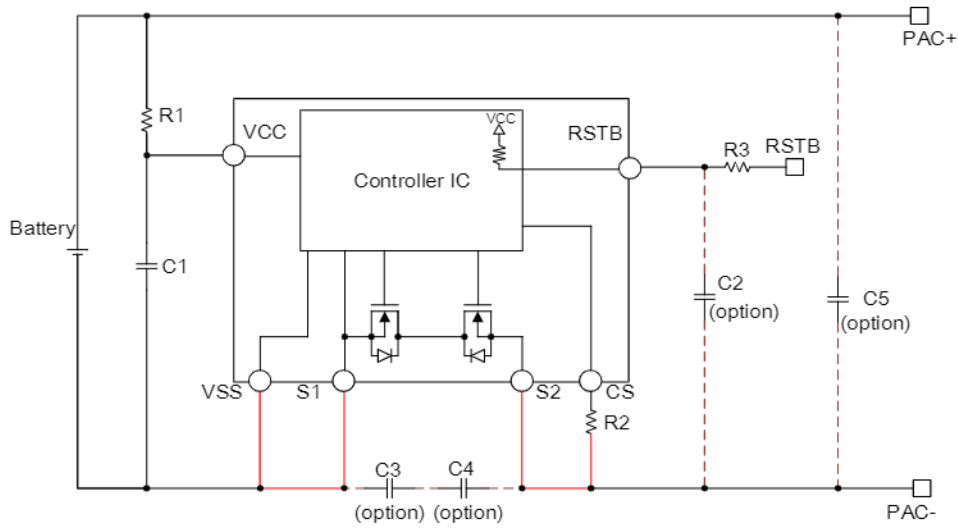 PAC+
R1
VCC
VCC
RSTB
R3
RSTB
Controller IC
Battery
C1
C2
(option)
C5
(option)
VSS
S1
S2
CS
R2
C3
(option)
C4
(option)
PAC-